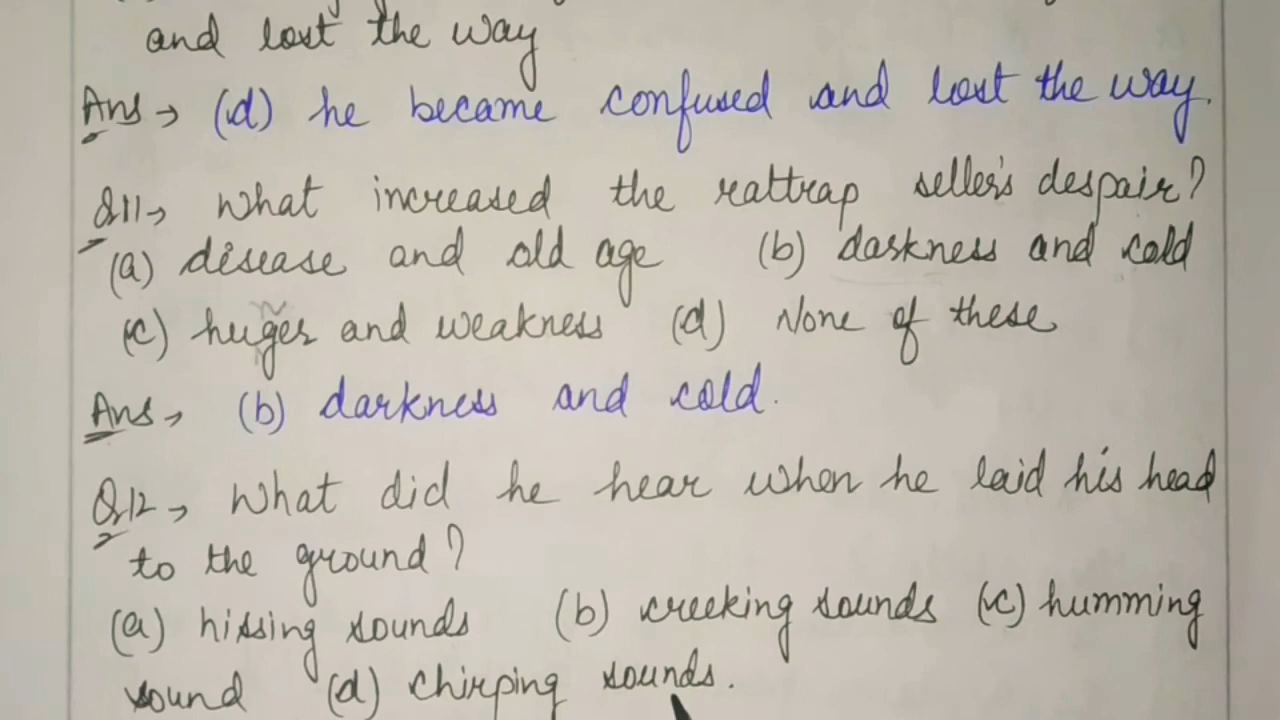 and lost the way
Ans → (d) he became confused and lost the way.
Q11→ What increased the rattrap seller's despair?
(a) disease and old age (b) darkness and cold
(c) huger and weakness (d) None of these
Ans → (b) darkness and cold.
Q12 → What did he hear when he laid his head
to the ground?
(a) hissing sounds (b) creeking sounds (c) humming
sound (d) chirping sounds.